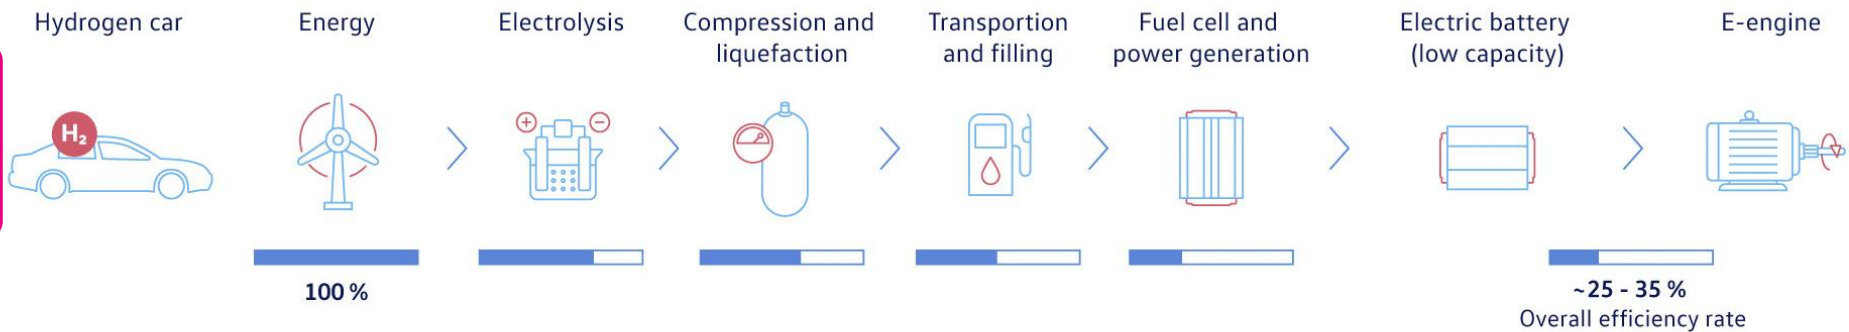 Hydrogen car
Energy
Electrolysis
Compression and
liquefaction
Transportion
and filling
Fuel cell and
power generation
Electric battery
(low capacity)
E-engine
H₂
+
−
100 %
~25 - 35 %
Overall efficiency rate